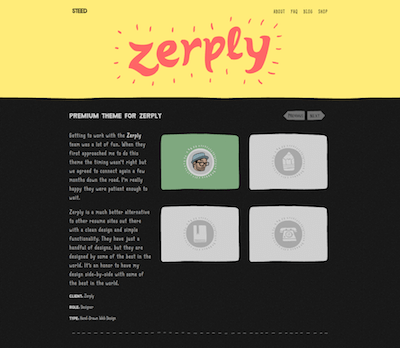 STEED
ABOUT FAQ BLOG SHOP
zerply
PREMIUM THEME FOR ZERPLY
PREVIOUS NEXT
Getting to work with the Zerply
team was a lot of fun. When they
first approached me to do this
theme the timing wasn't right but
we agreed to connect again a few
months down the road. I'm really
happy they were patient enough to
wait.
Zerply is a much better alternative
to other resume sites out there
with a clean design and simple
functionality. They have just a
handful of designs, but they are
designed by some of the best in the
world. It's an honor to have my
design side-by-side with some of
the best in the world.
CLIENT: Zerply
ROLE: Designer
TYPE: Hand-Drawn, Web Design